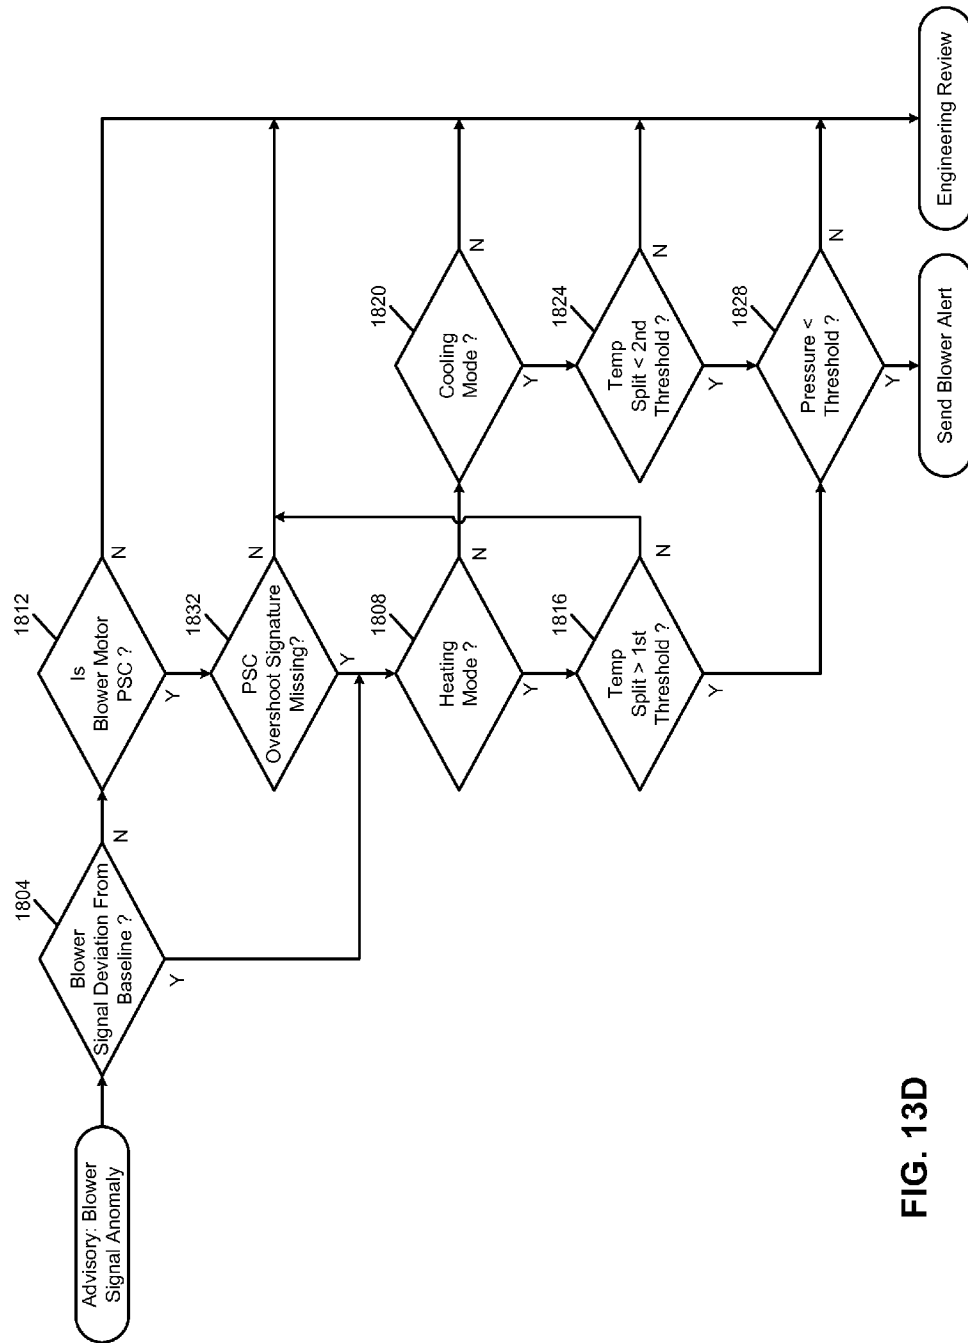 Advisory: Blower
Signal Anomaly
1804
Blower
Signal Deviation From
Baseline ?
N
Y
1812
Is
Blower Motor
PSC ?
N
Y
1832
PSC
Overshoot Signature
Missing?
N
Y
1808
Heating
Mode ?
N
Y
1816
Temp
Split > 1st
Threshold ?
N
Y
1820
Cooling
Mode ?
N
Y
1824
Temp
Split < 2nd
Threshold ?
N
Y
1828
Pressure <
Threshold ?
N
Y
Send Blower Alert
Engineering Review
FIG. 13D